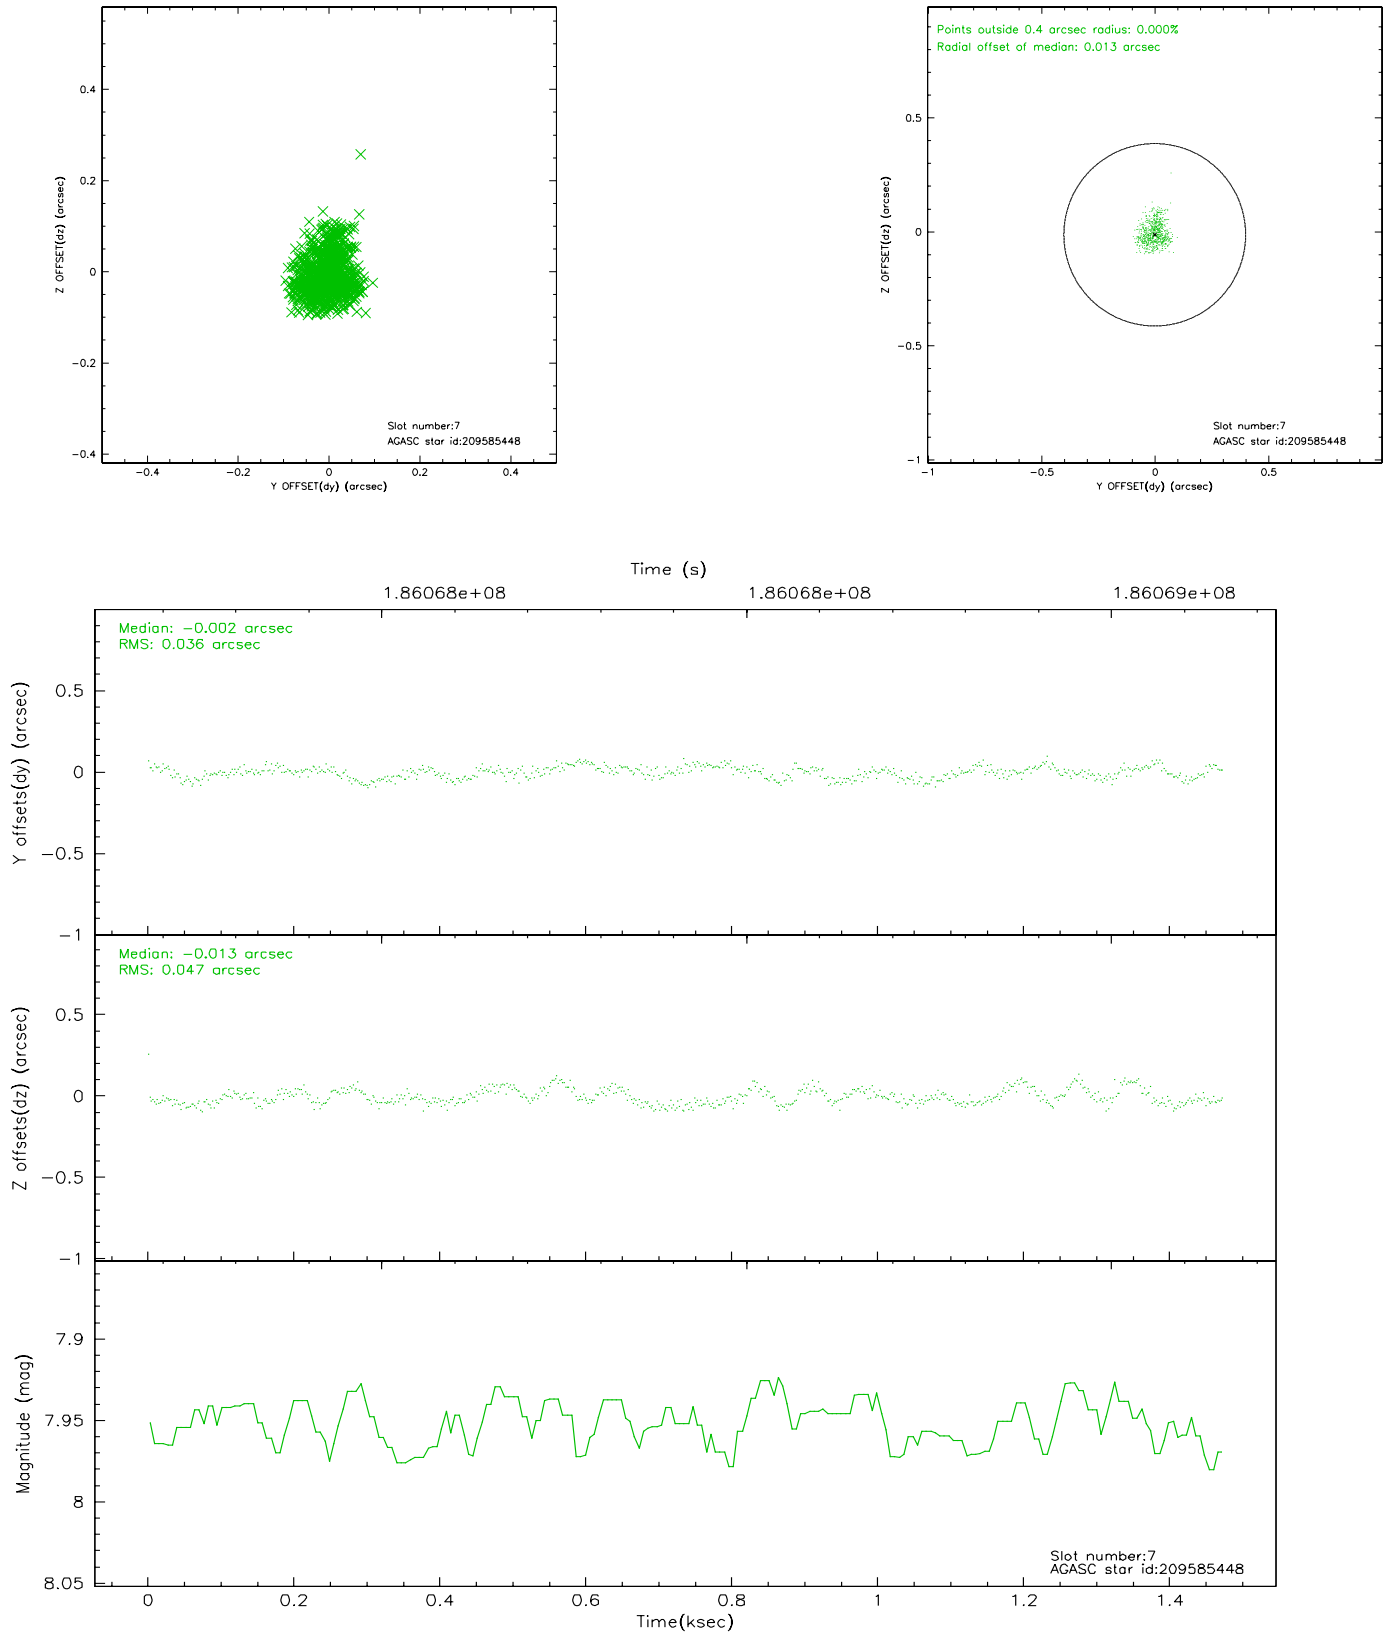 0.4
0.2
0
−0.2
−0.4
Z OFFSET(dz) (arcsec)
Slot number:7
AGASC star id:209585448
−0.4 −0.2 0 0.2 0.4
Y OFFSET(dy) (arcsec)
Points outside 0.4 arcsec radius: 0.000%
Radial offset of median: 0.013 arcsec
0.5
0
−0.5
−1
Z OFFSET(dz) (arcsec)
Slot number:7
AGASC star id:209585448
−1 −0.5 0 0.5
Y OFFSET(dy) (arcsec)
Time (s)
1.86068e+08 1.86068e+08 1.86069e+08
Median: −0.002 arcsec
RMS: 0.036 arcsec
0.5
0
−0.5
−1
Y offsets(dy) (arcsec)
Median: −0.013 arcsec
RMS: 0.047 arcsec
0.5
0
−0.5
−1
Z offsets(dz) (arcsec)
7.9
7.95
8
8.05
Magnitude (mag)
Slot number:7
AGASC star id:209585448
0 0.2 0.4 0.6 0.8 1 1.2 1.4
Time(ksec)